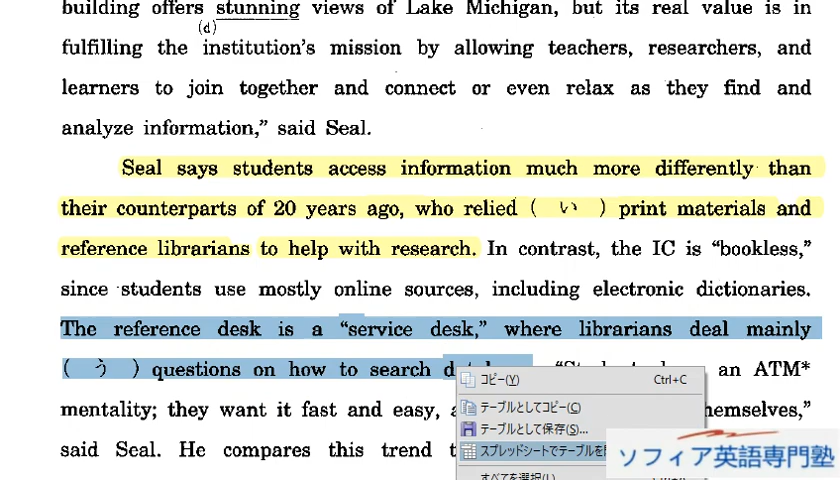 building offers stunning views of Lake Michigan, but its real value is in
(d)
fulfilling the institution's mission by allowing teachers, researchers, and
learners to join together and connect or even relax as they find and
analyze information," said Seal.
Seal says students access information much more differently than
their counterparts of 20 years ago, who relied ( い ) print materials and
reference librarians to help with research. In contrast, the IC is "bookless,"
since students use mostly online sources, including electronic dictionaries.
The reference desk is a "service desk," where librarians deal mainly
( う ) questions on how to search an ATM*
mentality; they want it fast and easy,
said Seal. He compares this trend
コピー(Y) Ctrl+C
テーブルとしてコピー(C)
テーブルとして保存(S)...
スプレッドシートでテーブルを
すべてを選択(L)
ソフィア英語専門塾